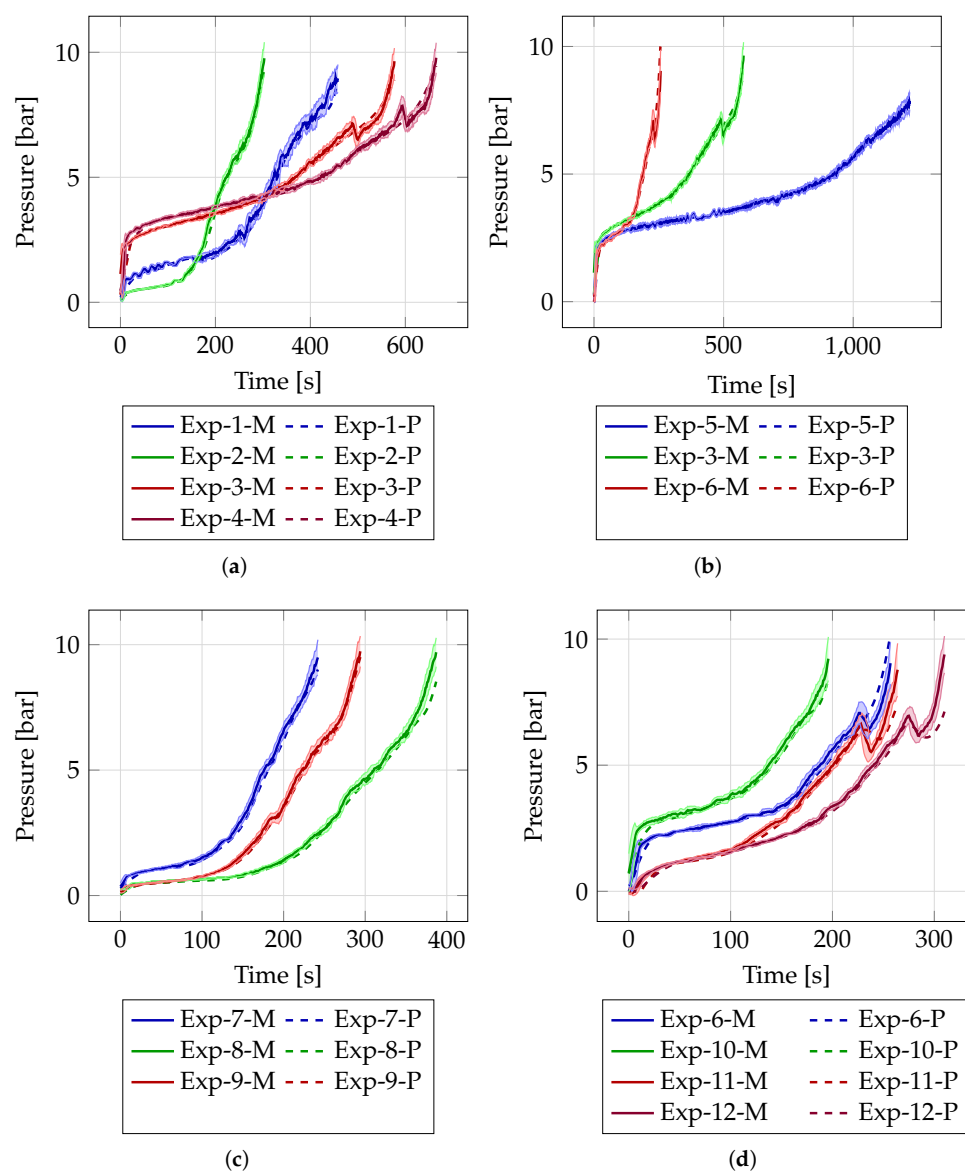 10
5
0
Pressure [bar]
0 200 400 600
Time [s]
Exp-1-M Exp-1-P
Exp-2-M Exp-2-P
Exp-3-M Exp-3-P
Exp-4-M Exp-4-P
(a)
10
5
0
Pressure [bar]
0 500 1,000
Time [s]
Exp-5-M Exp-5-P
Exp-3-M Exp-3-P
Exp-6-M Exp-6-P
(b)
10
5
0
Pressure [bar]
0 100 200 300 400
Time [s]
Exp-7-M Exp-7-P
Exp-8-M Exp-8-P
Exp-9-M Exp-9-P
(c)
10
5
0
Pressure [bar]
0 100 200 300
Time [s]
Exp-6-M Exp-6-P
Exp-10-M Exp-10-P
Exp-11-M Exp-11-P
Exp-12-M Exp-12-P
(d)